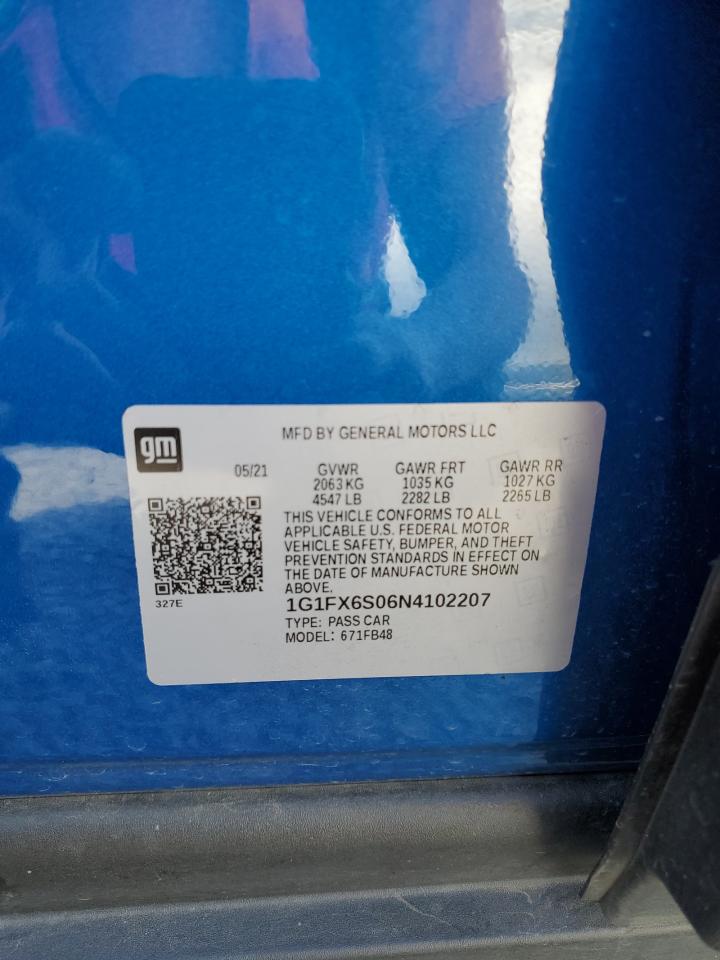 gm
MFD BY GENERAL MOTORS LLC
05/21 GVWR GAWR FRT GAWR RR
2063 KG 1035 KG 1027 KG
4547 LB 2282 LB 2265 LB
THIS VEHICLE CONFORMS TO ALL
APPLICABLE U.S. FEDERAL MOTOR
VEHICLE SAFETY, BUMPER, AND THEFT
PREVENTION STANDARDS IN EFFECT ON
THE DATE OF MANUFACTURE SHOWN
ABOVE.
327E
1G1FX6S06N4102207
TYPE: PASS CAR
MODEL: 671FB48